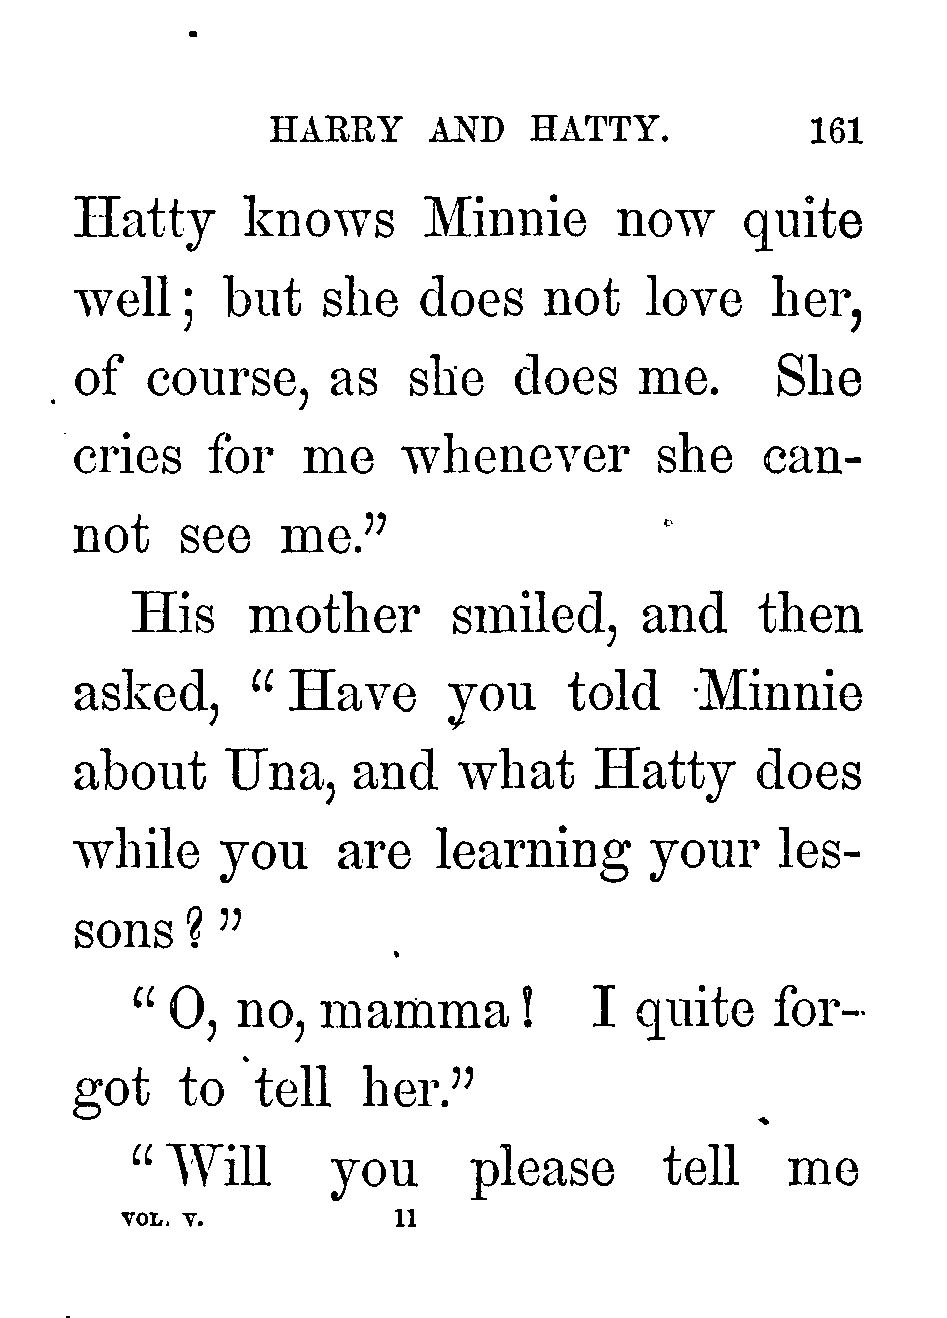 HARRY AND HATTY. 161
Hatty knows Minnie now quite
well; but she does not love her,
of course, as she does me. She
cries for me whenever she can-
not see me.”
His mother smiled, and then
asked, “Have you told Minnie
about Una, and what Hatty does
while you are learning your les-
sons?”
“O, no, mamma! I quite for-
got to tell her.”
“Will you please tell me
VOL. V. 11